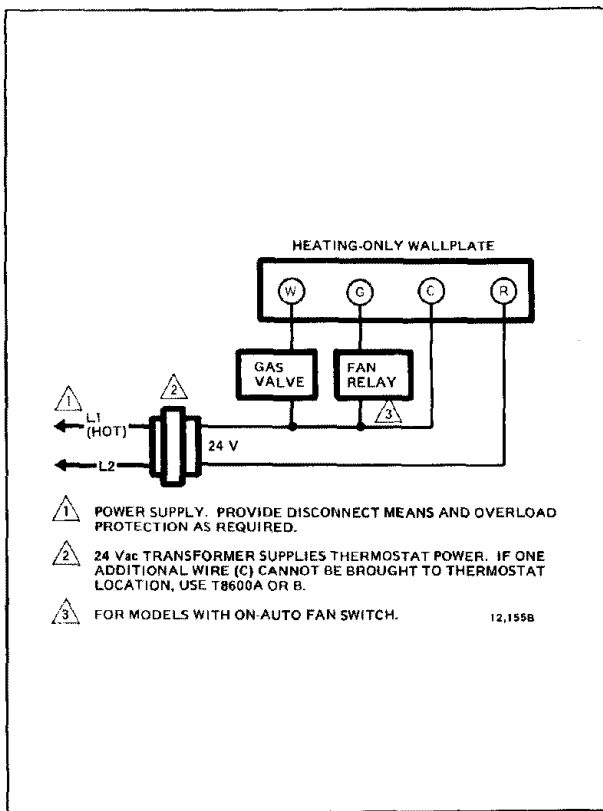 HEATING-ONLY WALLPLATE
W G C R
GAS
VALVE
FAN
RELAY
3
1
2
L1
(HOT)
24 V
L2
1 POWER SUPPLY. PROVIDE DISCONNECT MEANS AND OVERLOAD
PROTECTION AS REQUIRED.
2 24 Vac TRANSFORMER SUPPLIES THERMOSTAT POWER. IF ONE
ADDITIONAL WIRE (C) CANNOT BE BROUGHT TO THERMOSTAT
LOCATION, USE T8600A OR B.
3 FOR MODELS WITH ON-AUTO FAN SWITCH.
12,155B